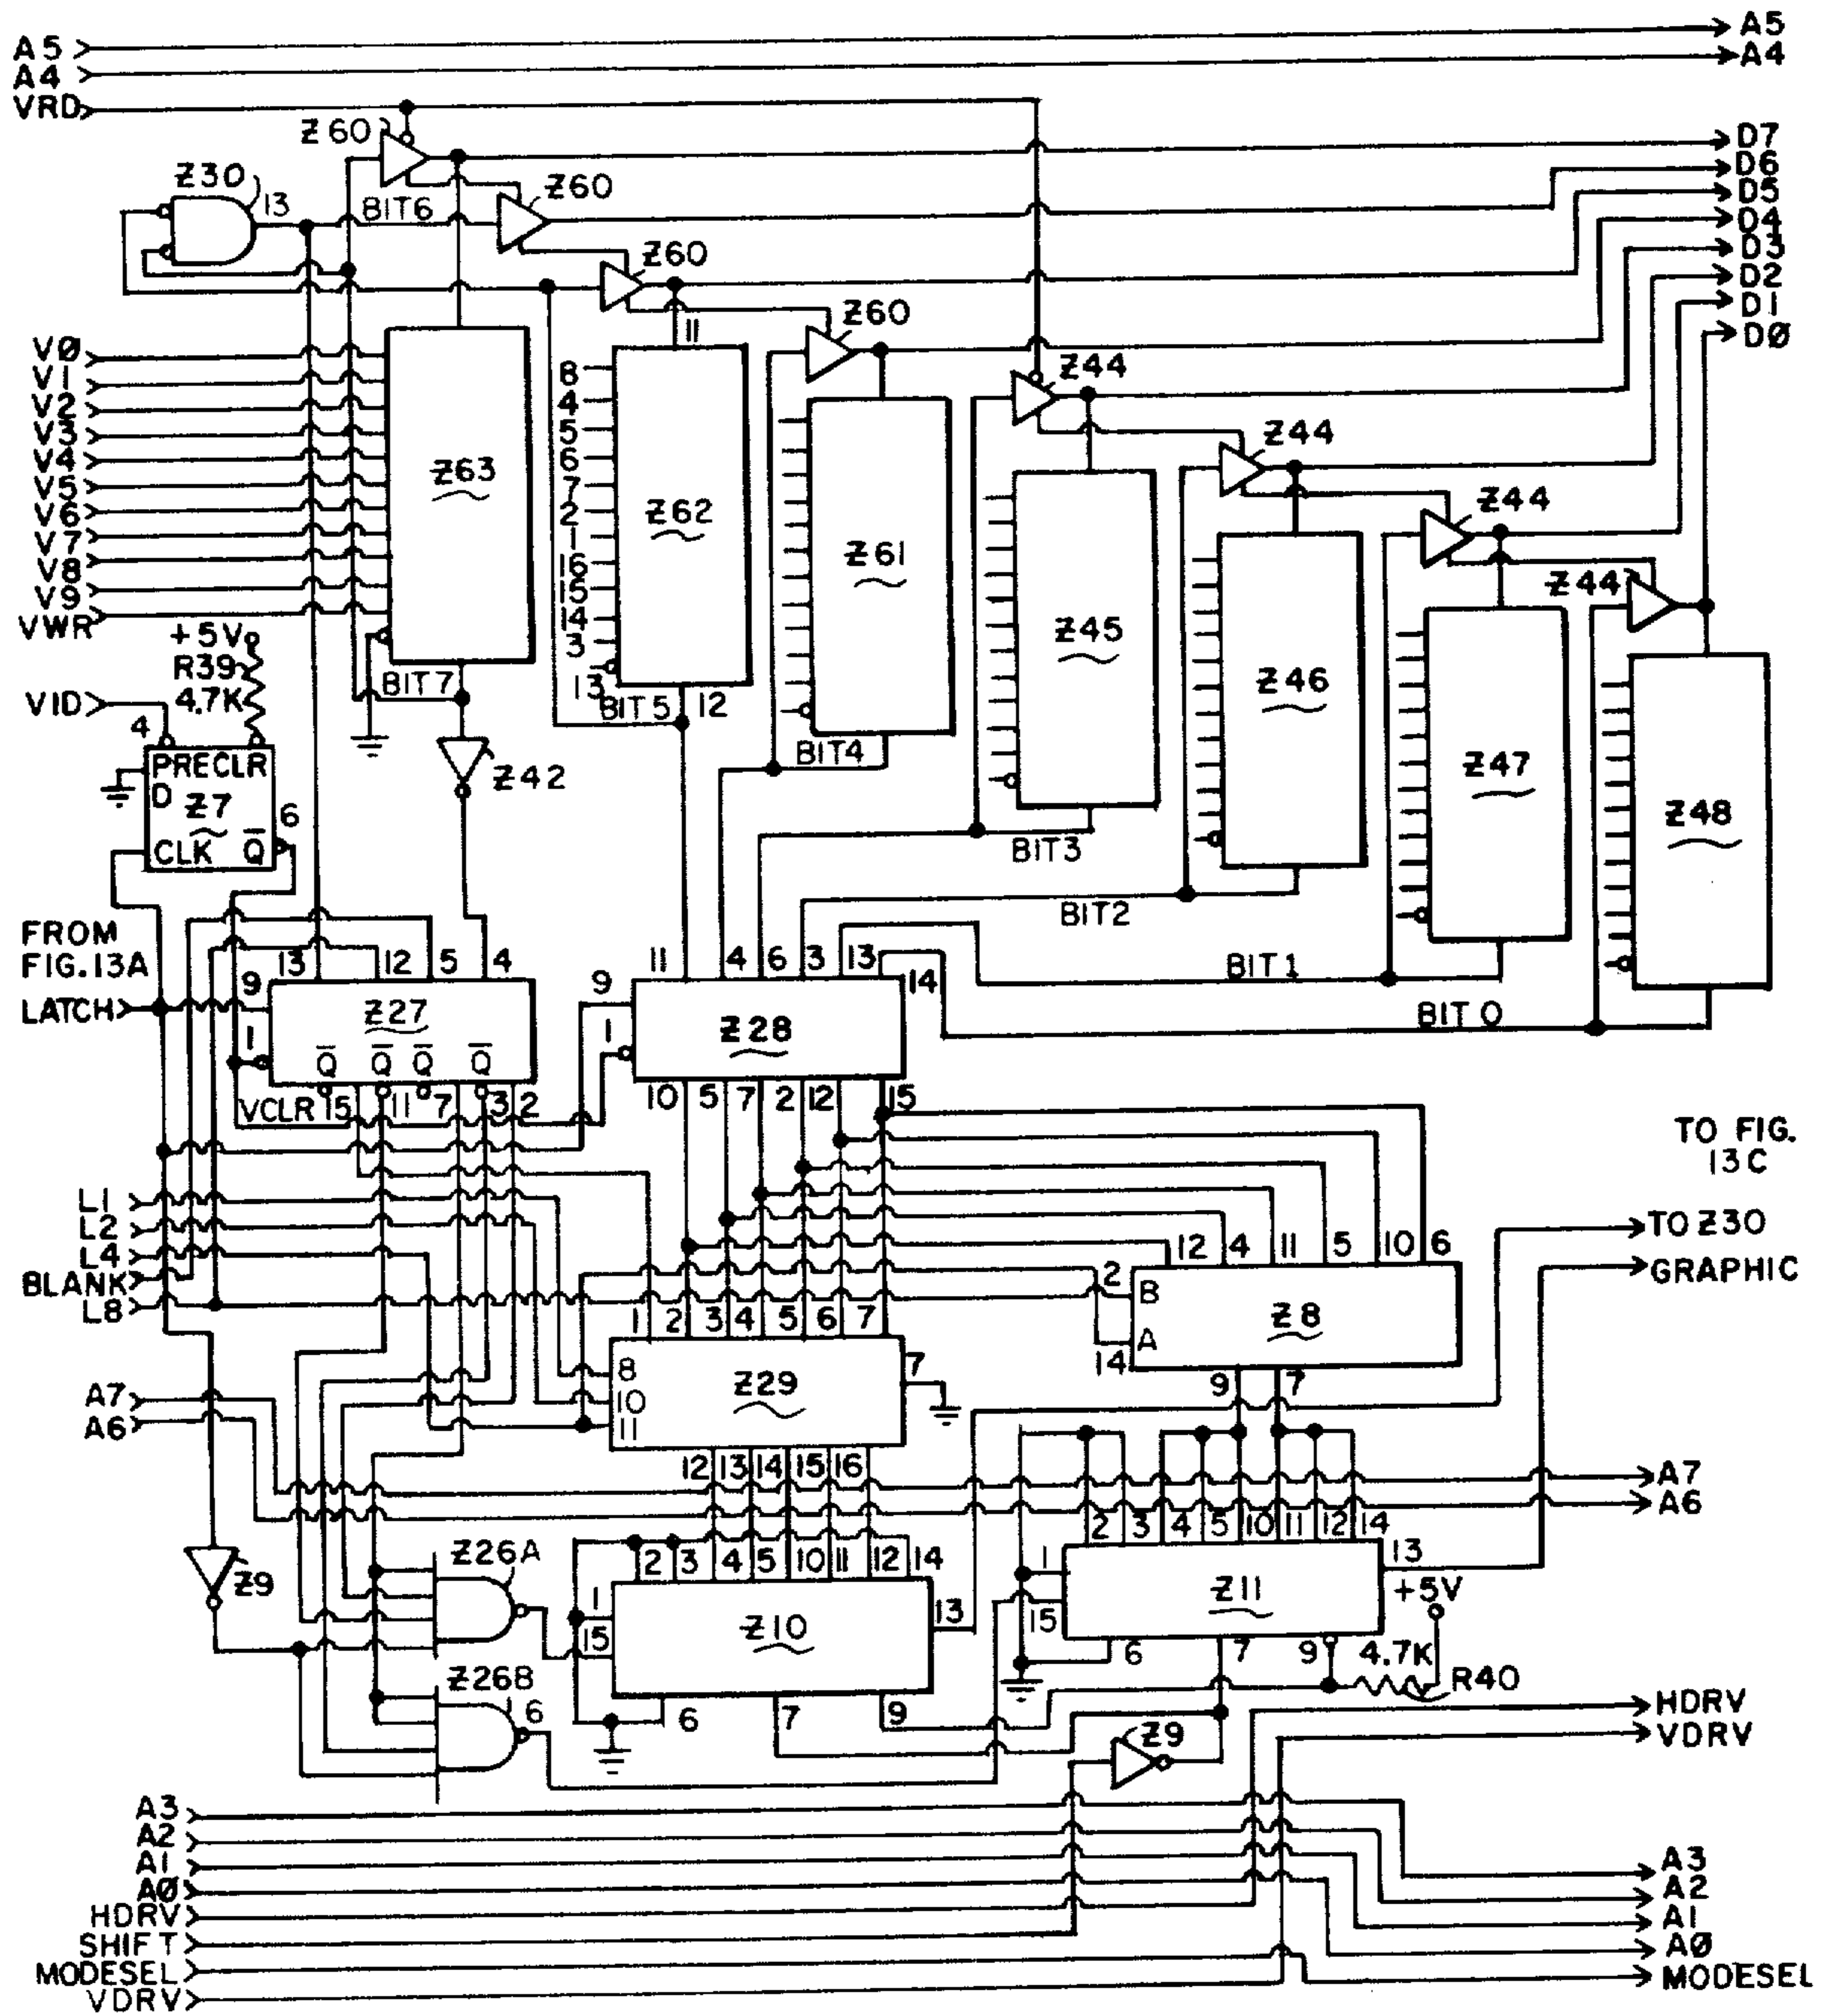 A5 A5
A4 A4
VRD
Z60 D7
Z30 13 BIT6 Z60 D6
D5
D4
Z60 D3
D2
11 Z60 D1
DØ
VØ
V1 8 Z44
V2 4
V3 5 Z44
V4 6
V5 Z63 7 Z44
V6 2 Z62
V7 1 Z61
V8 16 Z44
V9 15
VWR 14
+5V 3 Z45
R39 13
4.7K BIT7 BIT5 12 Z46
VID
4 BIT4 Z47
PRE CLR Z42
D Z7 6 Z48
CLK Q̅ BIT3
BIT2
FROM
FIG.13A 13 12 5 4 11 4 6 3 13 14 BIT1
LATCH 9 Z27 9 Z28 BIT 0
1 1
Q̅ Q̅ Q̅ Q̅
VCLR 15 11 7 3 2 10 5 7 2 12 15
TO FIG.
13C
L1
L2 TO Z30
L4 12 4 11 5 10 6
BLANK 2 B GRAPHIC
L8 1 2 3 4 5 6 7 Z8
A
14
8 Z29 7 9 7
A7 10
A6 11
12 13 14 15 16 A7
A6
2 3 4 5 10 11 12 14
Z9 Z26A 2 3 4 5 10 11 12 14 1 Z11 13
+5V
1 Z10 13 15
15 6 7 9 4.7K
Z26B R40
6 6 7 9 HDRV
Z9 VDRV
A3
A2
A1 A3
AØ A2
HDRV A1
SHIFT AØ
MODESEL MODESEL
VDRV